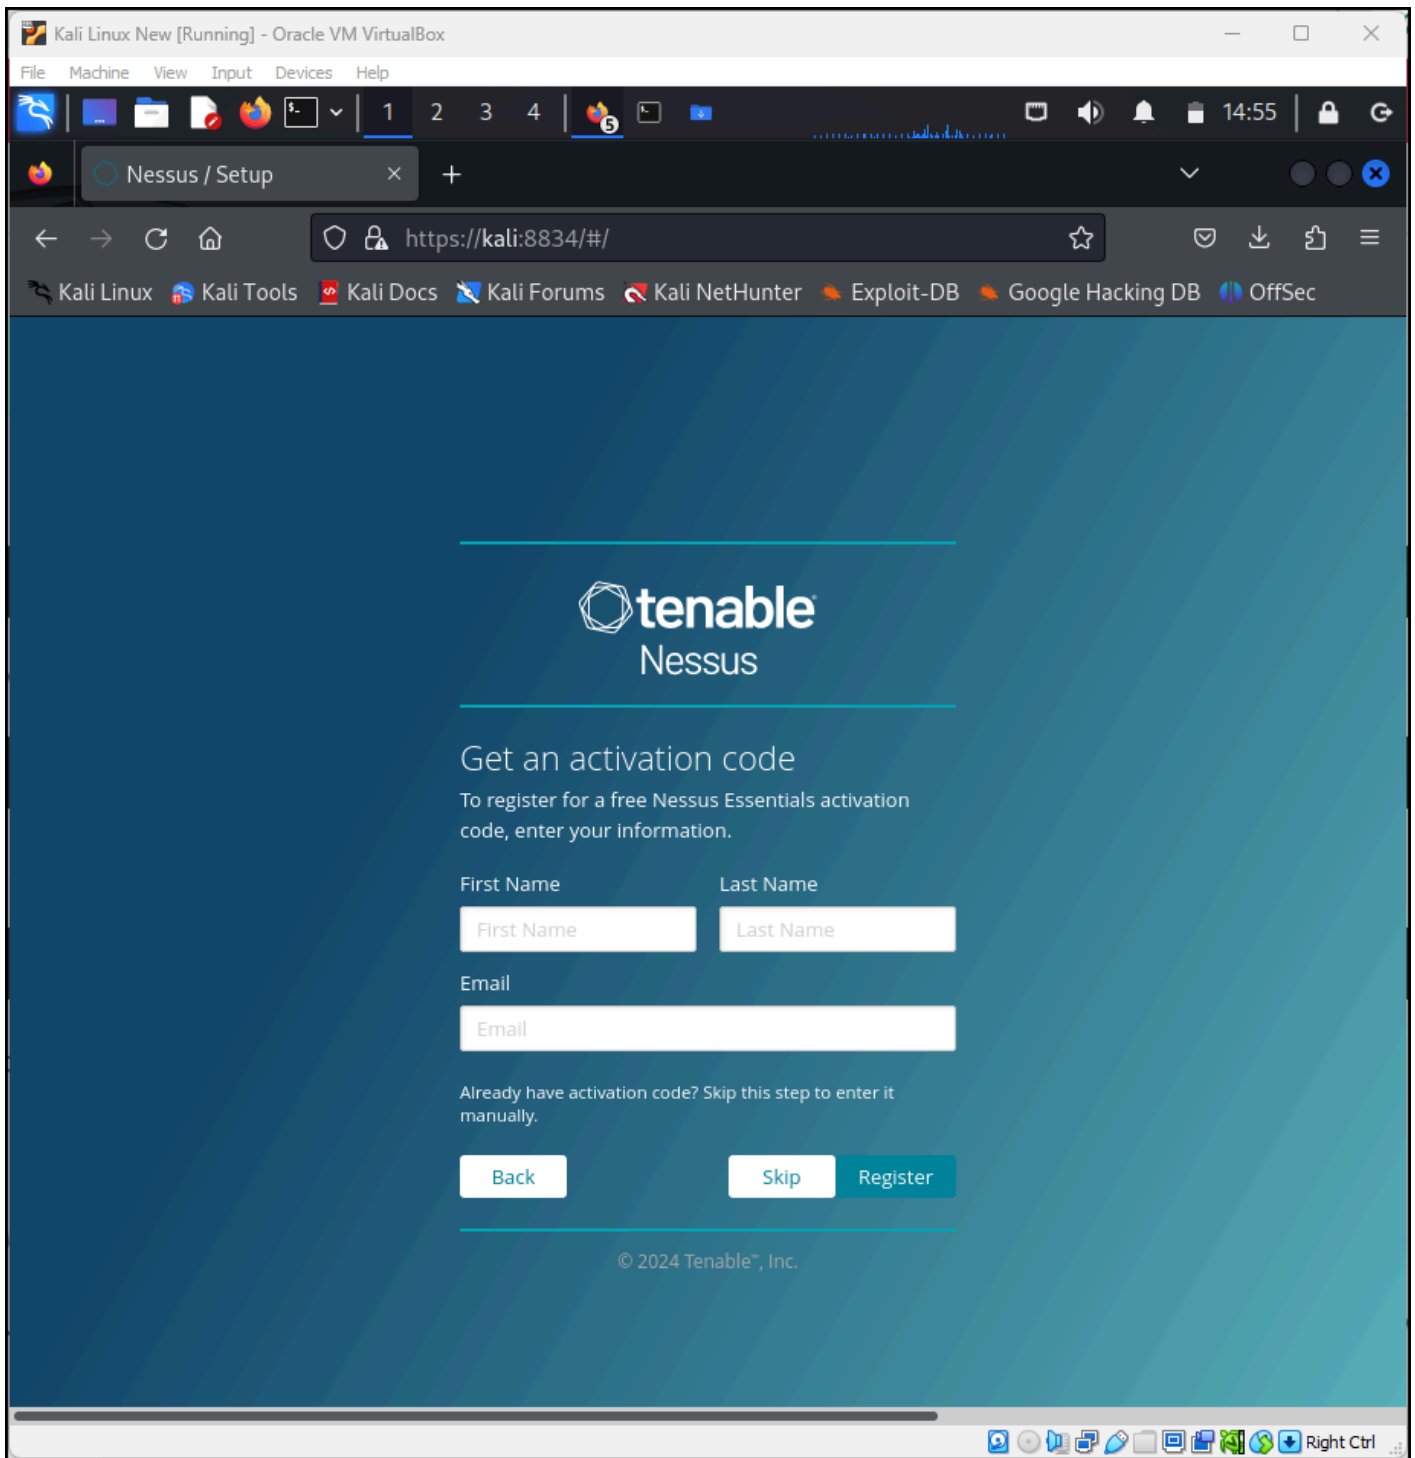 Kali Linux New [Running] - Oracle VM VirtualBox
File Machine View Input Devices Help
1 2 3 4 5 14:55
Nessus / Setup
https://kali:8834/#/
Kali Linux Kali Tools Kali Docs Kali Forums Kali NetHunter Exploit-DB Google Hacking DB OffSec
tenable
Nessus
Get an activation code
To register for a free Nessus Essentials activation
code, enter your information.
First Name Last Name
First Name Last Name
Email
Email
Already have activation code? Skip this step to enter it
manually.
Back Skip Register
© 2024 Tenable™, Inc.
Right Ctrl